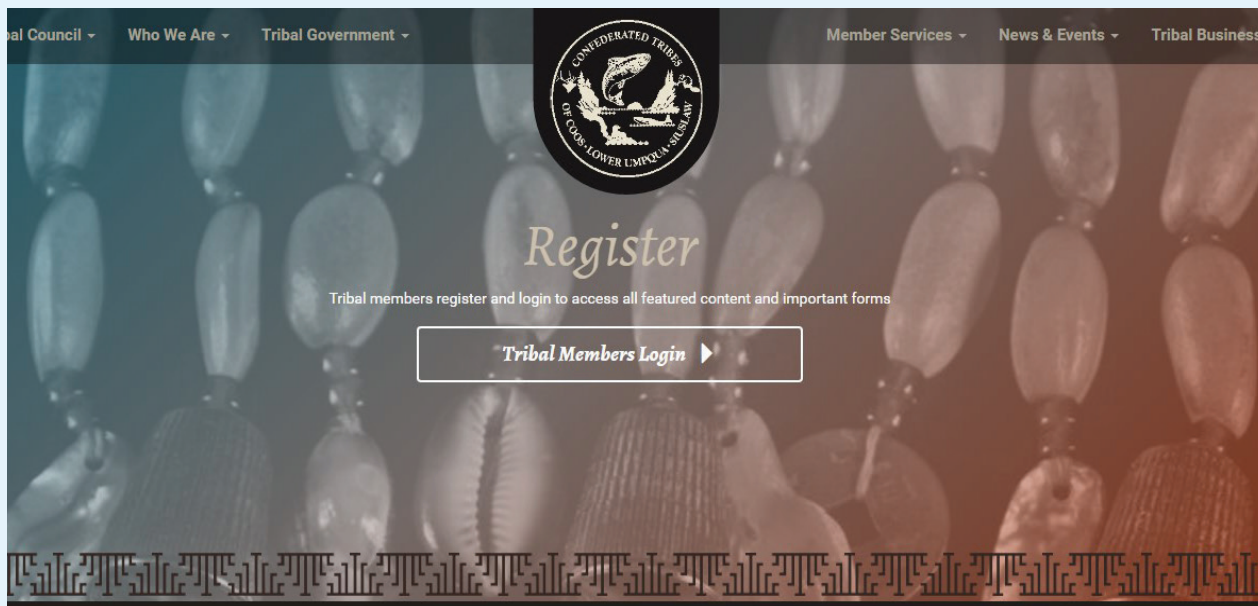 Council
Who We Are
Tribal Government
CONFEDERATED TRIBES
OF COOS · LOWER UMPQUA · SIUSLAW
Member Services
News & Events
Tribal Business
Register
Tribal members register and login to access all featured content and important forms
Tribal Members Login